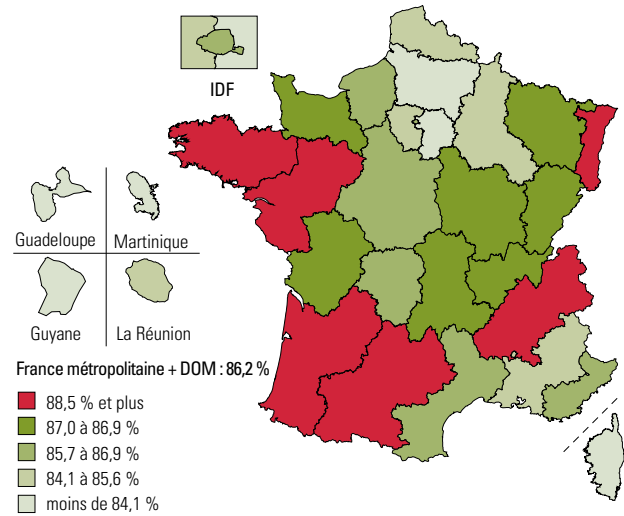 IDF
Guadeloupe
Martinique
Guyane
La Réunion
France métropolitaine + DOM : 86,2 %
88,5 % et plus
87,0 à 86,9 %
85,7 à 86,9 %
84,1 à 85,6 %
moins de 84,1 %